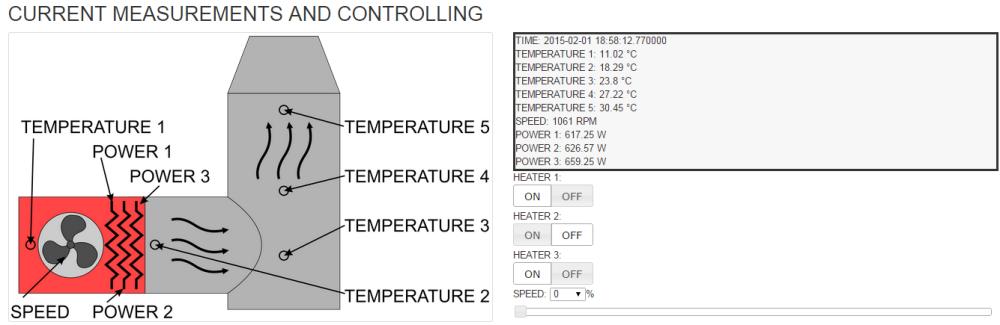 CURRENT MEASUREMENTS AND CONTROLLING
TEMPERATURE 1
POWER 1
POWER 3
TEMPERATURE 5
TEMPERATURE 4
TEMPERATURE 3
TEMPERATURE 2
SPEED
POWER 2
TIME: 2015-02-01 18:58:12.770000
TEMPERATURE 1: 11.02 °C
TEMPERATURE 2: 18.29 °C
TEMPERATURE 3: 23.8 °C
TEMPERATURE 4: 27.22 °C
TEMPERATURE 5: 30.45 °C
SPEED: 1061 RPM
POWER 1: 617.25 W
POWER 2: 626.57 W
POWER 3: 659.25 W
HEATER 1:
ON OFF
HEATER 2:
ON OFF
HEATER 3:
ON OFF
SPEED: 0 %